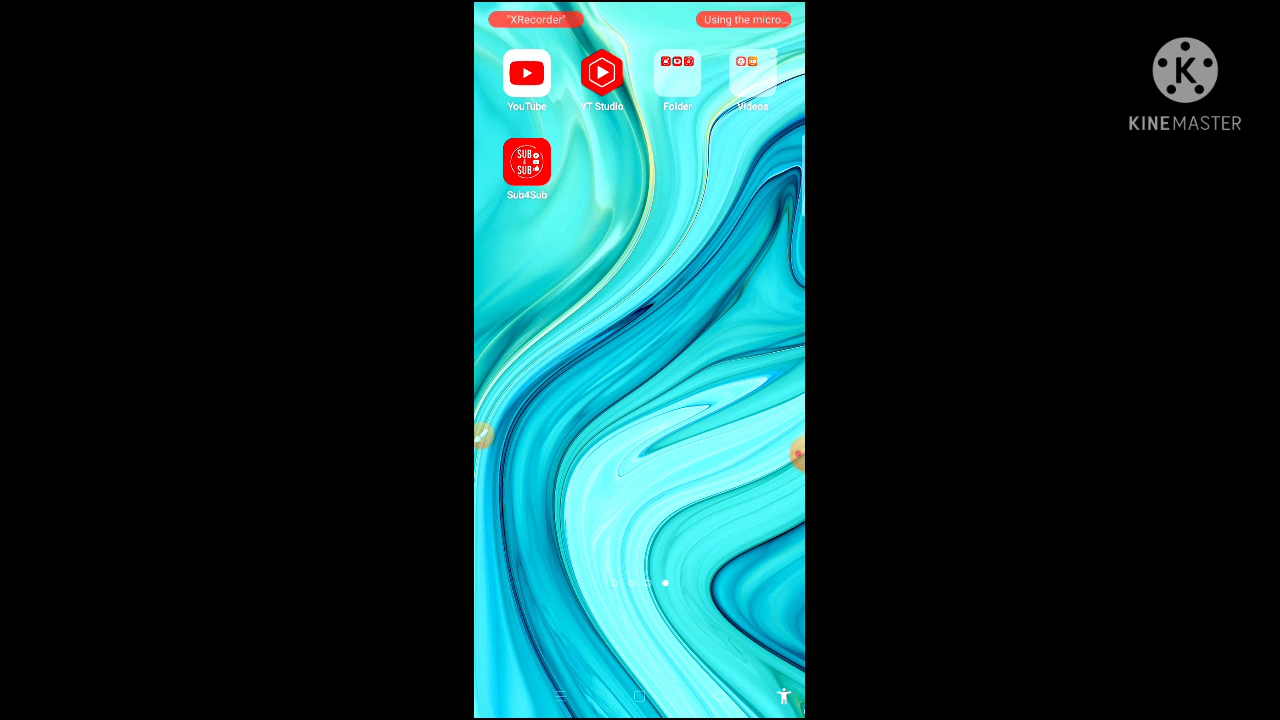 "XRecorder"
Using the micro...
YouTube
YT Studio
Folder
Videos
SUB
4
SUB
Sub4Sub
K
KINEMASTER